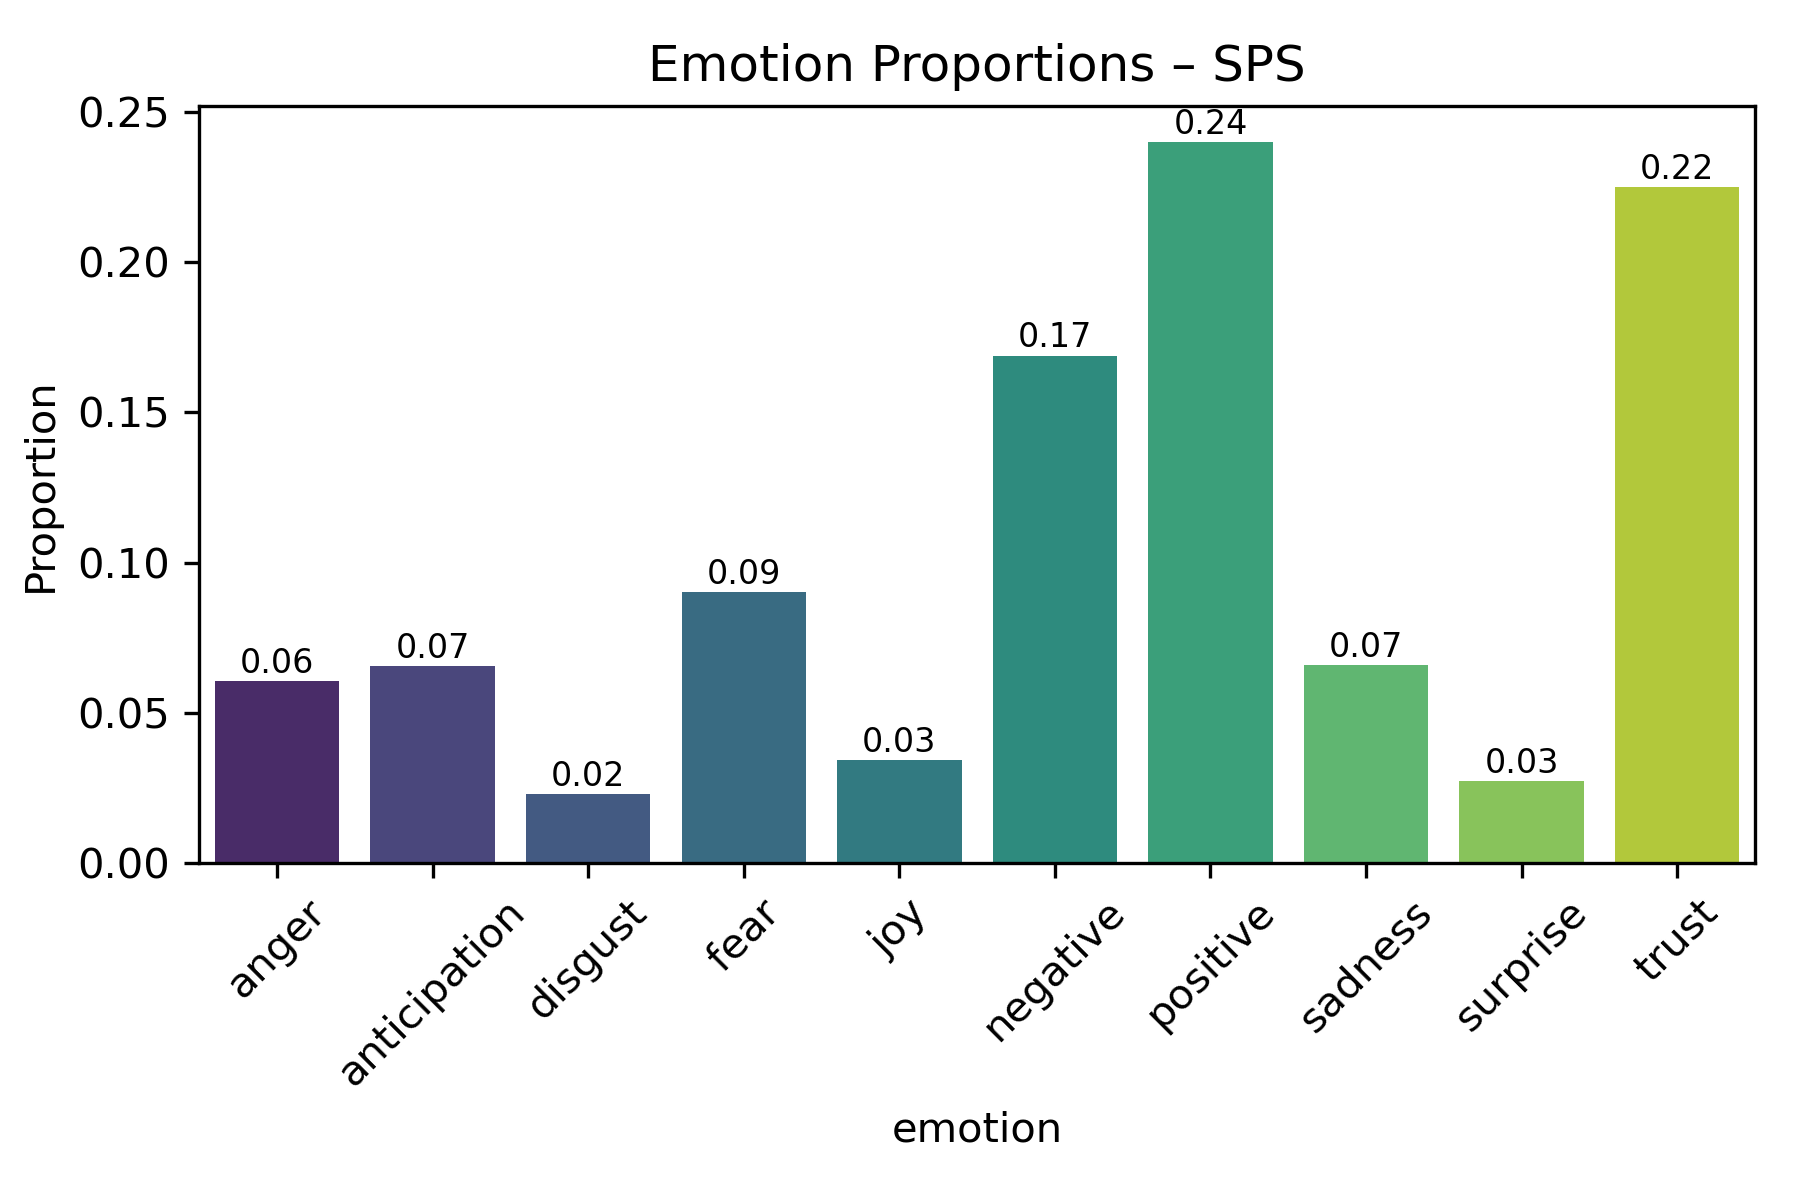 Emotion Proportions – SPS
Proportion
0.25
0.20
0.15
0.10
0.05
0.00
0.06
0.07
0.02
0.09
0.03
0.17
0.24
0.07
0.03
0.22
anger
anticipation
disgust
fear
joy
negative
positive
sadness
surprise
trust
emotion